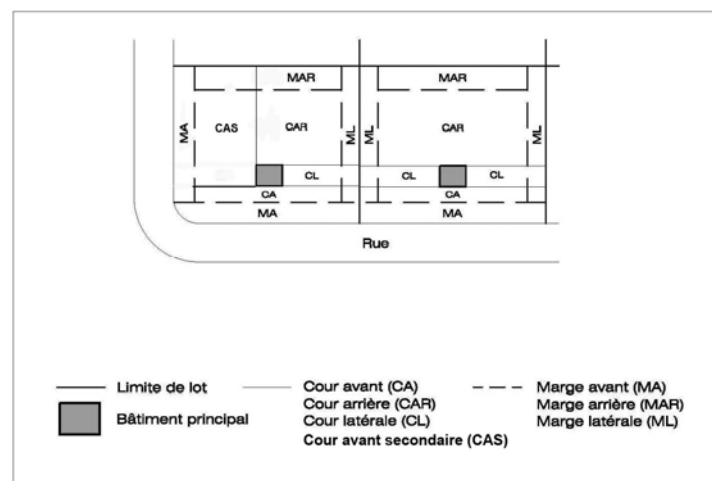 MAR
MAR
MA
CAS
CAR
ML
ML
CAR
ML
CL
CL
CL
CA
CA
MA
MA
Rue
Limite de lot
Cour avant (CA)
Marge avant (MA)
Cour arrière (CAR)
Marge arrière (MAR)
Bâtiment principal
Cour latérale (CL)
Marge latérale (ML)
Cour avant secondaire (CAS)